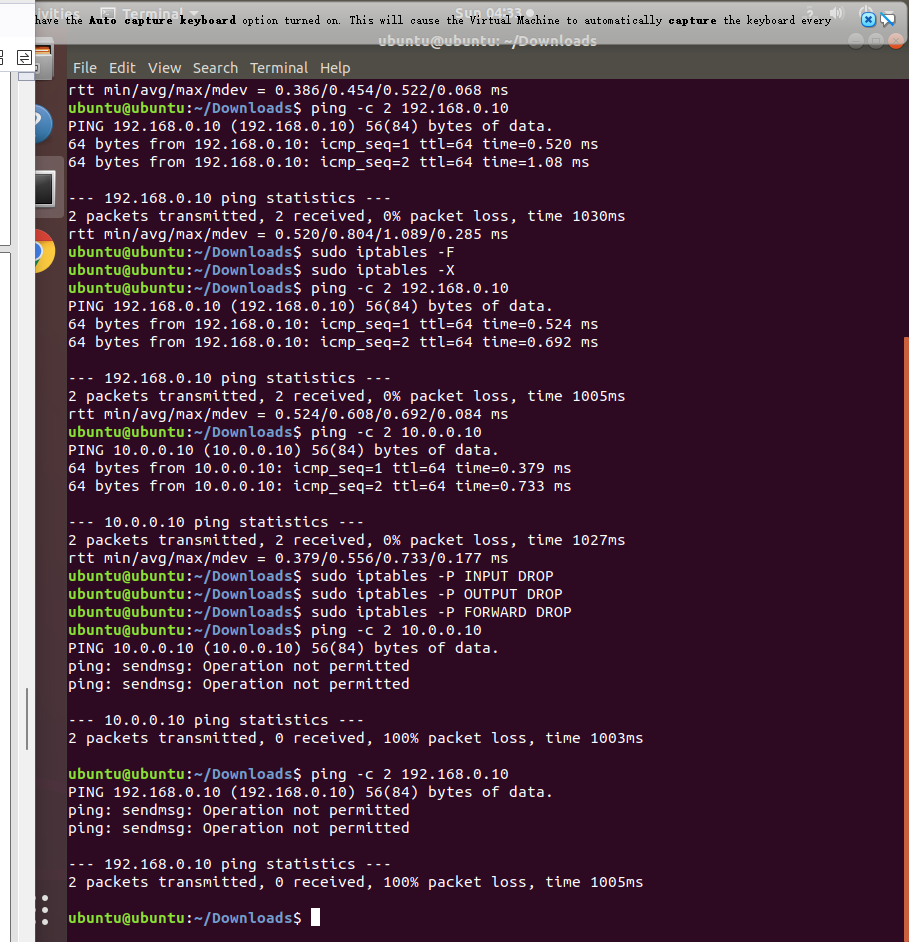 ivities Terminal Sun 04:33
have the Auto capture keyboard option turned on. This will cause the Virtual Machine to automatically capture the keyboard every
ubuntu@ubuntu: ~/Downloads
File Edit View Search Terminal Help
rtt min/avg/max/mdev = 0.386/0.454/0.522/0.068 ms
ubuntu@ubuntu:~/Downloads$ ping -c 2 192.168.0.10
PING 192.168.0.10 (192.168.0.10) 56(84) bytes of data.
64 bytes from 192.168.0.10: icmp_seq=1 ttl=64 time=0.520 ms
64 bytes from 192.168.0.10: icmp_seq=2 ttl=64 time=1.08 ms
--- 192.168.0.10 ping statistics ---
2 packets transmitted, 2 received, 0% packet loss, time 1030ms
rtt min/avg/max/mdev = 0.520/0.804/1.089/0.285 ms
ubuntu@ubuntu:~/Downloads$ sudo iptables -F
ubuntu@ubuntu:~/Downloads$ sudo iptables -X
ubuntu@ubuntu:~/Downloads$ ping -c 2 192.168.0.10
PING 192.168.0.10 (192.168.0.10) 56(84) bytes of data.
64 bytes from 192.168.0.10: icmp_seq=1 ttl=64 time=0.524 ms
64 bytes from 192.168.0.10: icmp_seq=2 ttl=64 time=0.692 ms
--- 192.168.0.10 ping statistics ---
2 packets transmitted, 2 received, 0% packet loss, time 1005ms
rtt min/avg/max/mdev = 0.524/0.608/0.692/0.084 ms
ubuntu@ubuntu:~/Downloads$ ping -c 2 10.0.0.10
PING 10.0.0.10 (10.0.0.10) 56(84) bytes of data.
64 bytes from 10.0.0.10: icmp_seq=1 ttl=64 time=0.379 ms
64 bytes from 10.0.0.10: icmp_seq=2 ttl=64 time=0.733 ms
--- 10.0.0.10 ping statistics ---
2 packets transmitted, 2 received, 0% packet loss, time 1027ms
rtt min/avg/max/mdev = 0.379/0.556/0.733/0.177 ms
ubuntu@ubuntu:~/Downloads$ sudo iptables -P INPUT DROP
ubuntu@ubuntu:~/Downloads$ sudo iptables -P OUTPUT DROP
ubuntu@ubuntu:~/Downloads$ sudo iptables -P FORWARD DROP
ubuntu@ubuntu:~/Downloads$ ping -c 2 10.0.0.10
PING 10.0.0.10 (10.0.0.10) 56(84) bytes of data.
ping: sendmsg: Operation not permitted
ping: sendmsg: Operation not permitted
--- 10.0.0.10 ping statistics ---
2 packets transmitted, 0 received, 100% packet loss, time 1003ms
ubuntu@ubuntu:~/Downloads$ ping -c 2 192.168.0.10
PING 192.168.0.10 (192.168.0.10) 56(84) bytes of data.
ping: sendmsg: Operation not permitted
ping: sendmsg: Operation not permitted
--- 192.168.0.10 ping statistics ---
2 packets transmitted, 0 received, 100% packet loss, time 1005ms
ubuntu@ubuntu:~/Downloads$